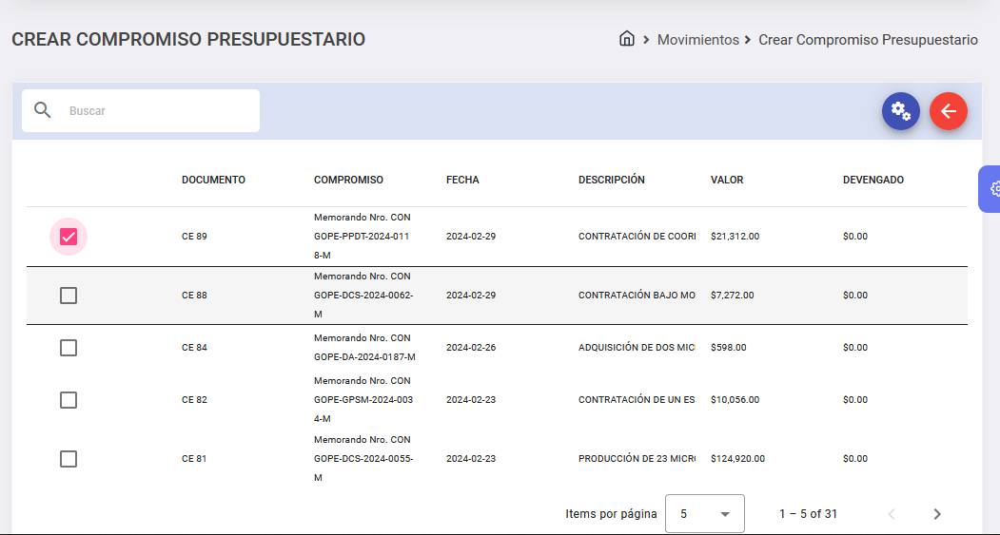 CREAR COMPROMISO PRESUPUESTARIO
Movimientos
Crear Compromiso Presupuestario
Buscar
DOCUMENTO COMPROMISO FECHA DESCRIPCIÓN VALOR DEVENGADO
Memorando Nro. CON
CE 89 GOPE-PPDT-2024-011 2024-02-29 CONTRATACIÓN DE COORI $21,312.00 $0.00
8-M
Memorando Nro. CON
CE 88 GOPE-DCS-2024-0062- 2024-02-29 CONTRATACIÓN BAJO MO $7,272.00 $0.00
M
Memorando Nro. CON
CE 84 GOPE-DA-2024-0187-M 2024-02-26 ADQUISICIÓN DE DOS MIC $598.00 $0.00
Memorando Nro. CON
CE 82 GOPE-GPSM-2024-003 2024-02-23 CONTRATACIÓN DE UN ES $10,056.00 $0.00
4-M
Memorando Nro. CON
CE 81 GOPE-DCS-2024-0055- 2024-02-23 PRODUCCIÓN DE 23 MICR $124,920.00 $0.00
M
Items por página 5 1 – 5 of 31